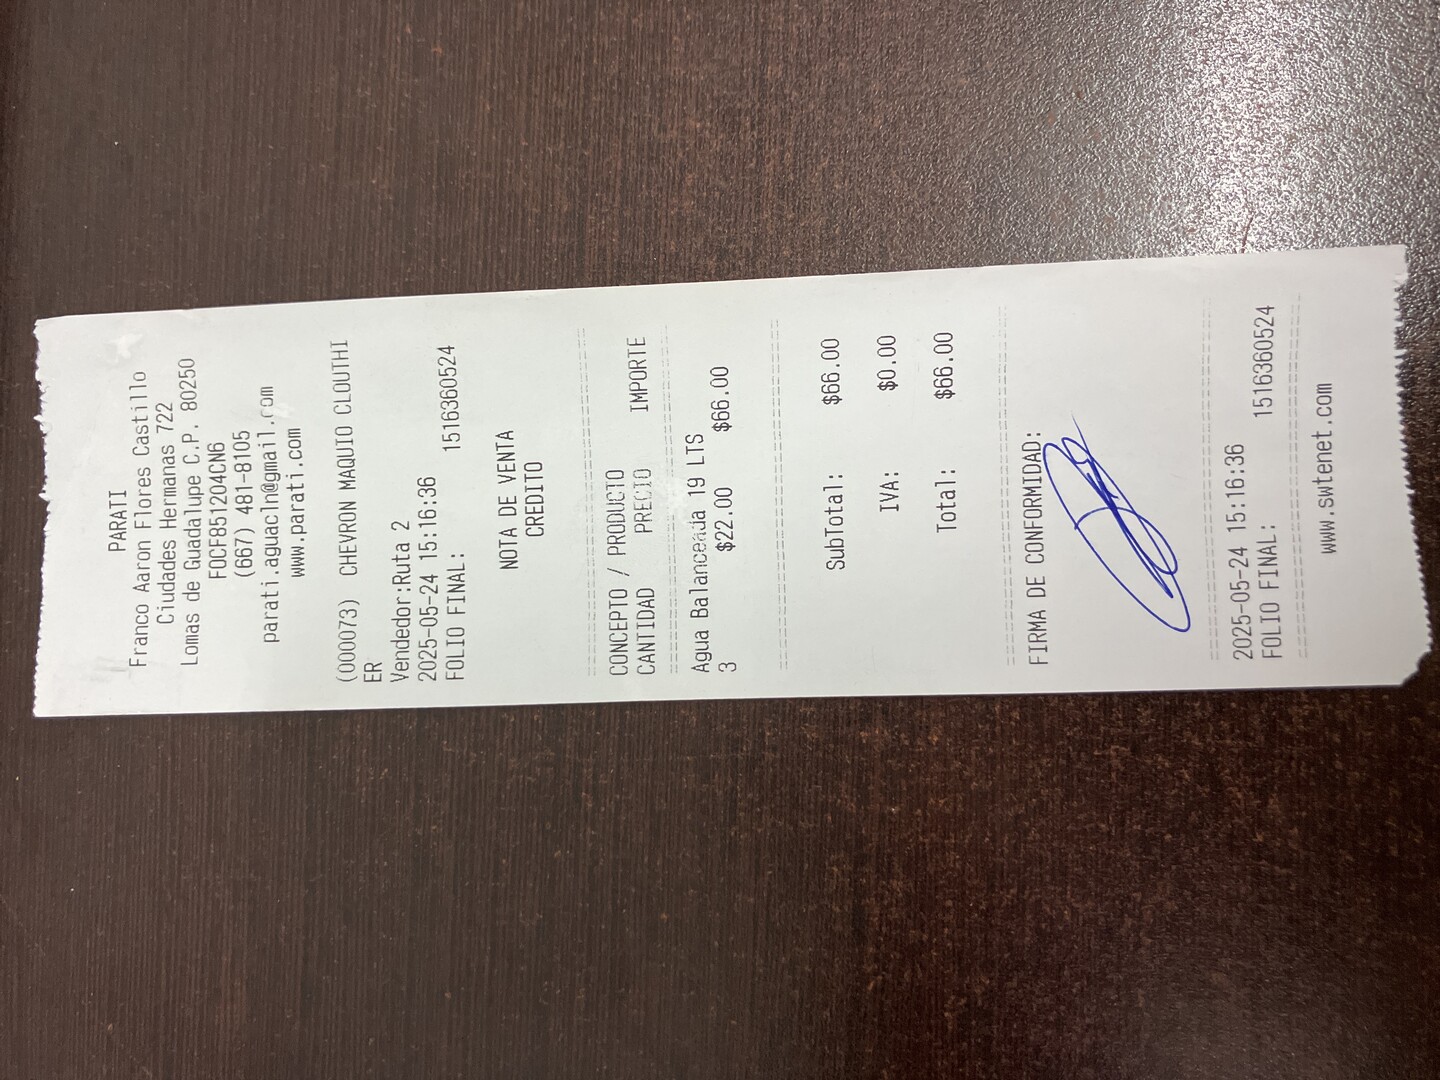 PARATI
Franco Aaron Flores Castillo
Ciudades Hermanas 722
Lomas de Guadalupe C.P. 80250
FOCF851204CN6
(667) 481-8105
parati.aguacln@gmail.com
www.parati.com
(000073) CHEVRON MAQUIO CLOUTHI
ER
Vendedor:Ruta 2
2025-05-24 15:16:36
FOLIO FINAL: 1516360524
NOTA DE VENTA
CREDITO
CONCEPTO / PRODUCTO
CANTIDAD PRECIO IMPORTE
Agua Balanceada 19 LTS
3 $22.00 $66.00
SubTotal: $66.00
IVA: $0.00
Total: $66.00
FIRMA DE CONFORMIDAD:
2025-05-24 15:16:36
FOLIO FINAL: 1516360524
www.swtenet.com